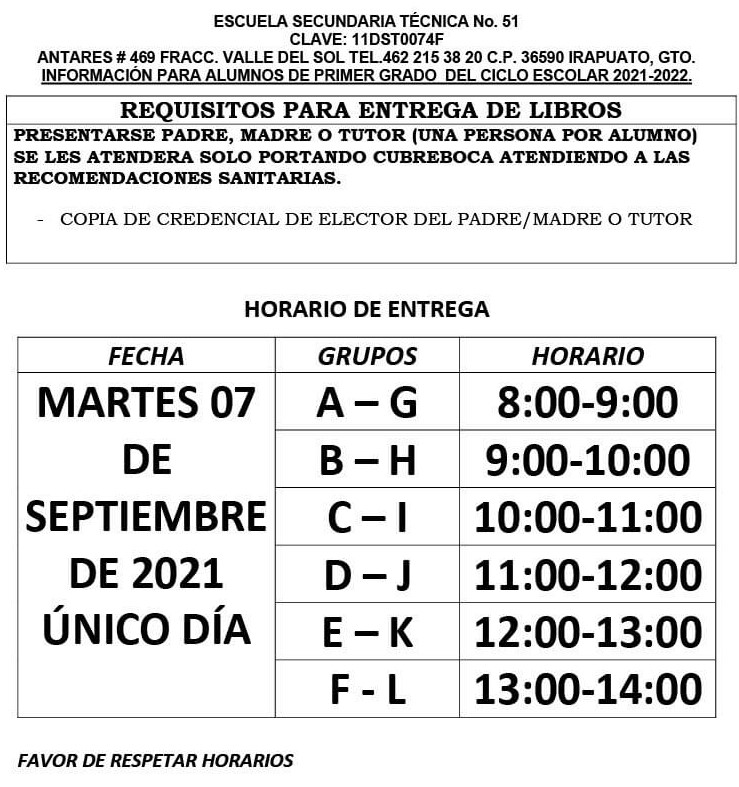 ESCUELA SECUNDARIA TÉCNICA No. 51
CLAVE: 11DST0074F
ANTARES # 469 FRACC. VALLE DEL SOL TEL.462 215 38 20 C.P. 36590 IRAPUATO, GTO.
INFORMACIÓN PARA ALUMNOS DE PRIMER GRADO DEL CICLO ESCOLAR 2021-2022.
REQUISITOS PARA ENTREGA DE LIBROS
PRESENTARSE PADRE, MADRE O TUTOR (UNA PERSONA POR ALUMNO)
SE LES ATENDERA SOLO PORTANDO CUBREBOCA ATENDIENDO A LAS
RECOMENDACIONES SANITARIAS.
- COPIA DE CREDENCIAL DE ELECTOR DEL PADRE/MADRE O TUTOR
HORARIO DE ENTREGA
FECHA GRUPOS HORARIO
MARTES 07 A – G 8:00-9:00
DE B – H 9:00-10:00
SEPTIEMBRE C – I 10:00-11:00
DE 2021 D – J 11:00-12:00
ÚNICO DÍA E – K 12:00-13:00
F - L 13:00-14:00
FAVOR DE RESPETAR HORARIOS